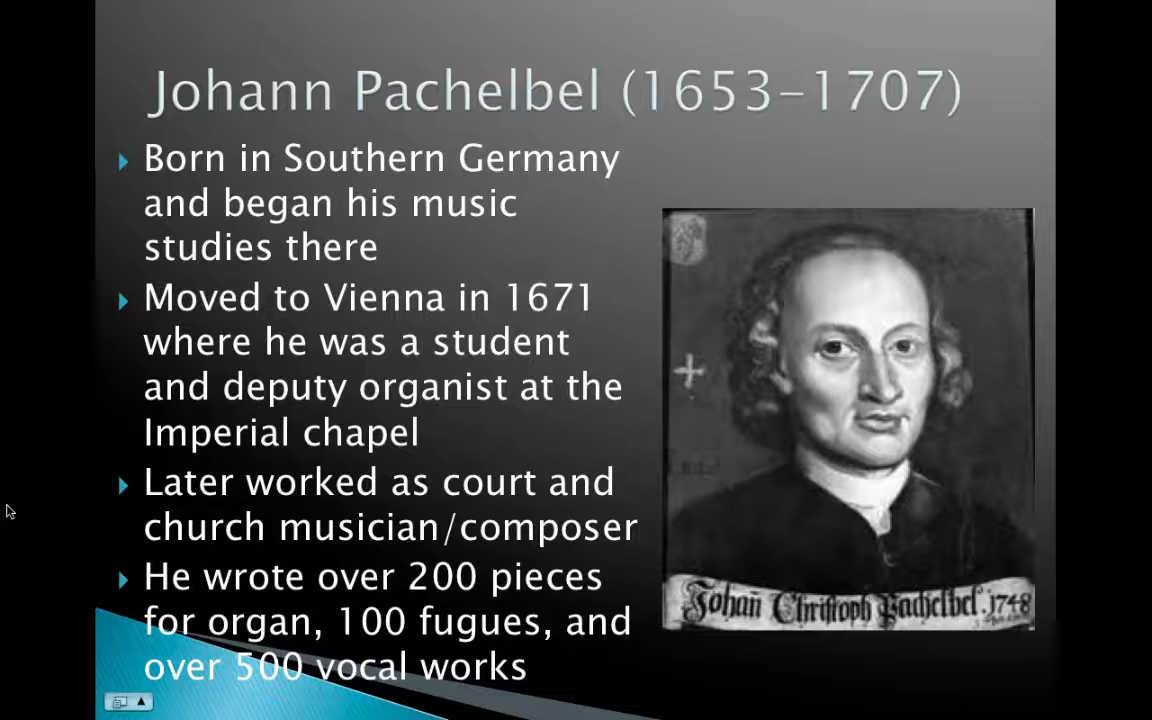 Johann Pachelbel (1653-1707)
Born in Southern Germany
and began his music
studies there
Moved to Vienna in 1671
where he was a student
and deputy organist at the
Imperial chapel
Later worked as court and
church musician/composer
He wrote over 200 pieces
for organ, 100 fugues, and
over 500 vocal works
Johan̄ Christoph Pachelbel. 1748